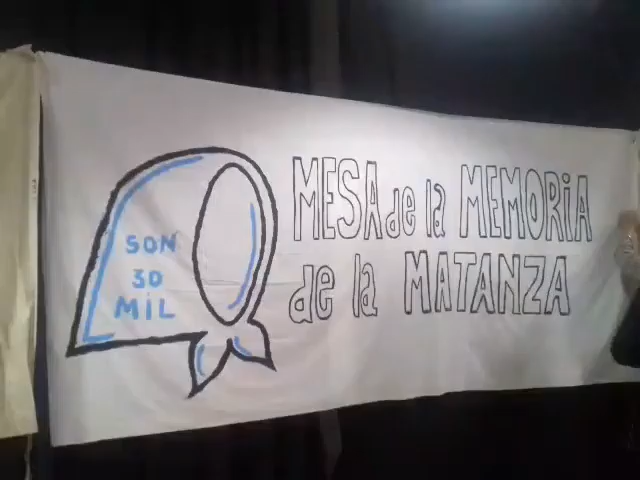 SON
30
MIL
MESA de la MEMORiA
de la MATANZA